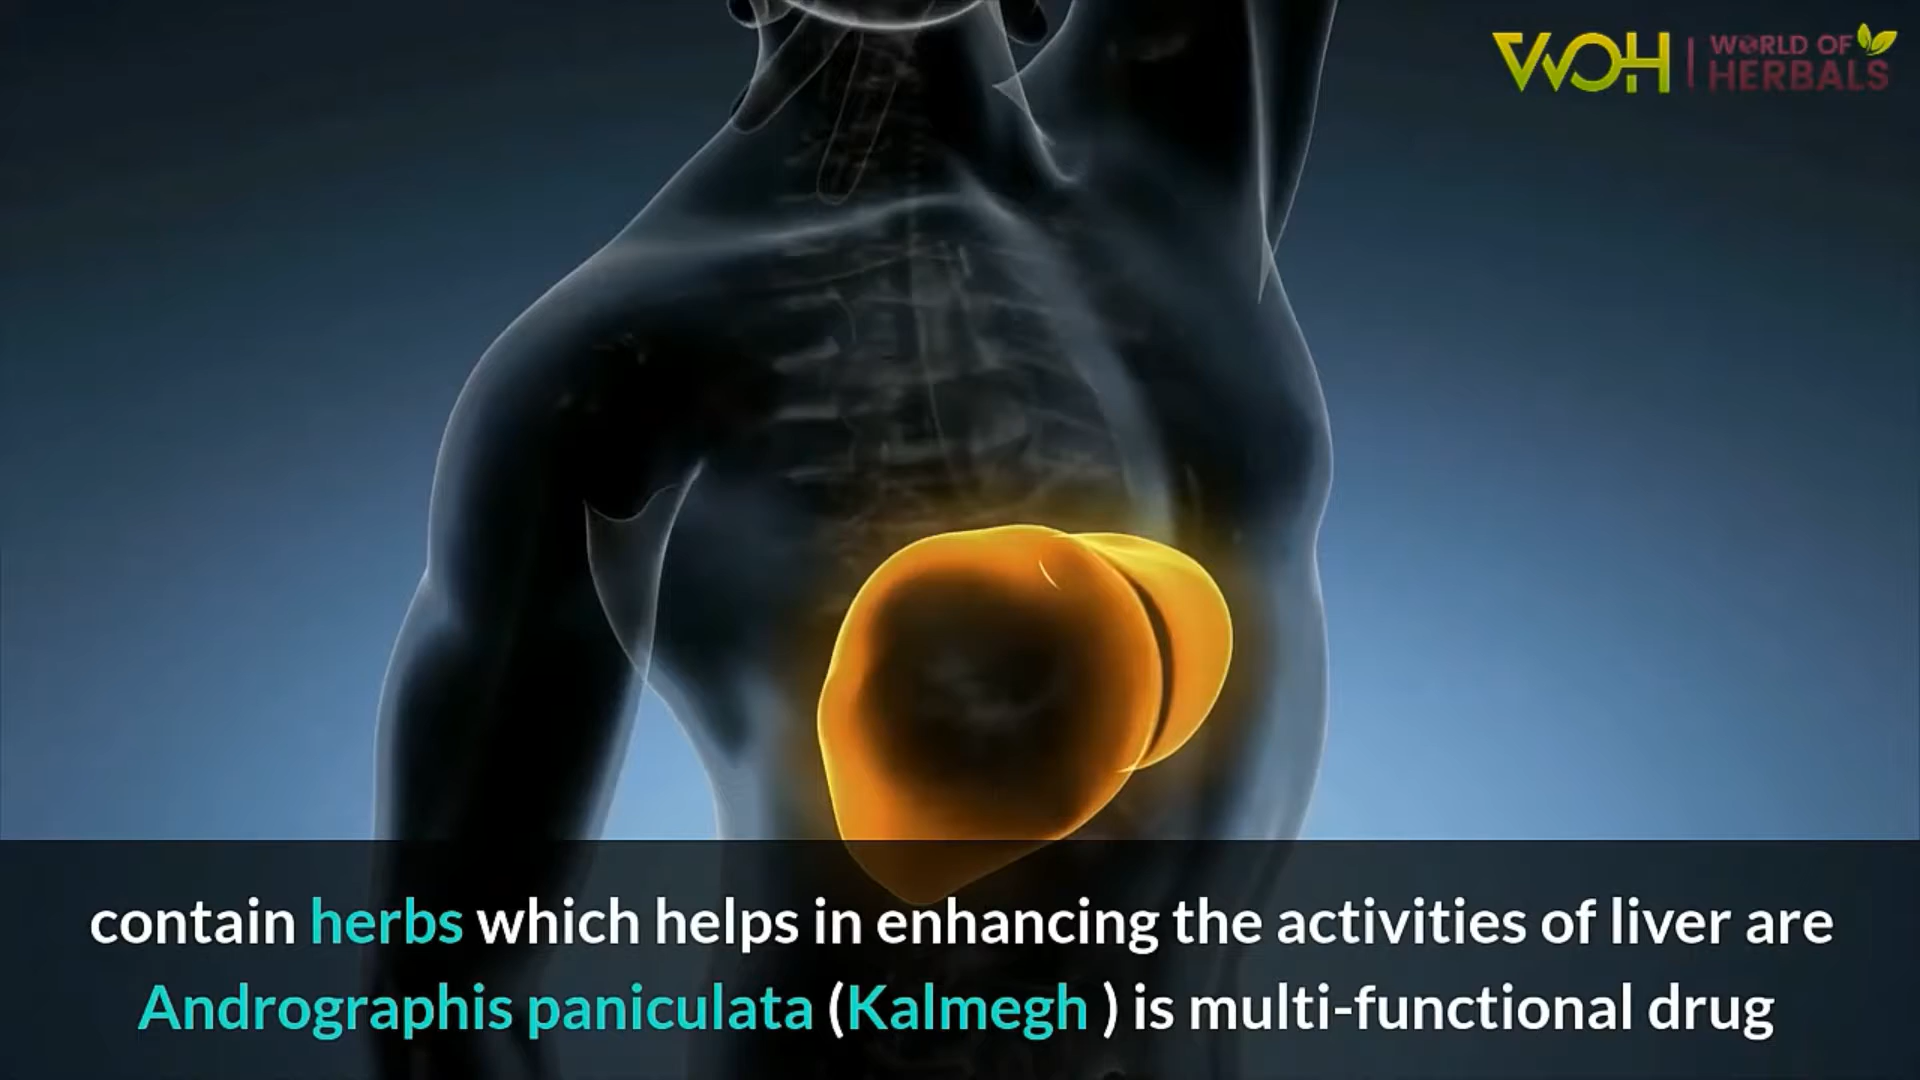 WOH | WORLD OF
HERBALS
contain herbs which helps in enhancing the activities of liver are
Andrographis paniculata (Kalmegh ) is multi-functional drug